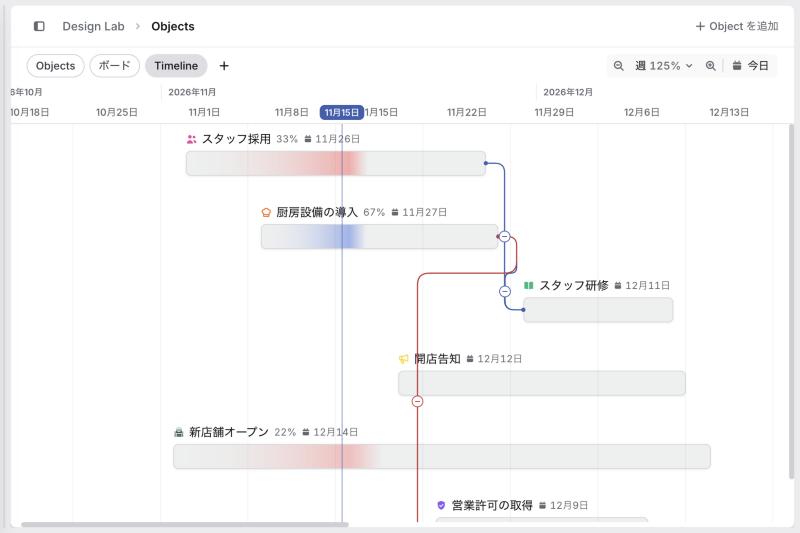 Design Lab > Objects
+ Object を追加
Objects ボード Timeline +
週 125% 今日
6年10月 2026年11月 2026年12月
10月18日 10月25日 11月1日 11月8日 11月15日 1月15日 11月22日 11月29日 12月6日 12月13日
スタッフ採用 33% 11月26日
厨房設備の導入 67% 11月27日
スタッフ研修 12月11日
開店告知 12月12日
新店舗オープン 22% 12月14日
営業許可の取得 12月9日